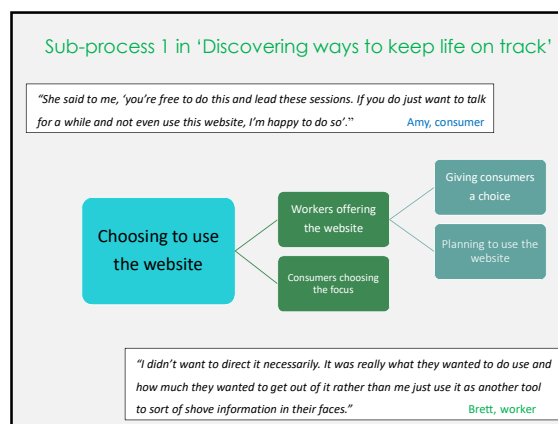 Sub-process 1 in ‘Discovering ways to keep life on track’
“She said to me, ‘you’re free to do this and lead these sessions. If you do just want to talk
for a while and not even use this website, I’m happy to do so’.” Amy, consumer
Giving consumers
a choice
Workers offering
the website
Choosing to use
the website
Planning to use the
website
Consumers choosing
the focus
“I didn’t want to direct it necessarily. It was really what they wanted to do use and
how much they wanted to get out of it rather than me just use it as another tool
to sort of shove information in their faces.” Brett, worker